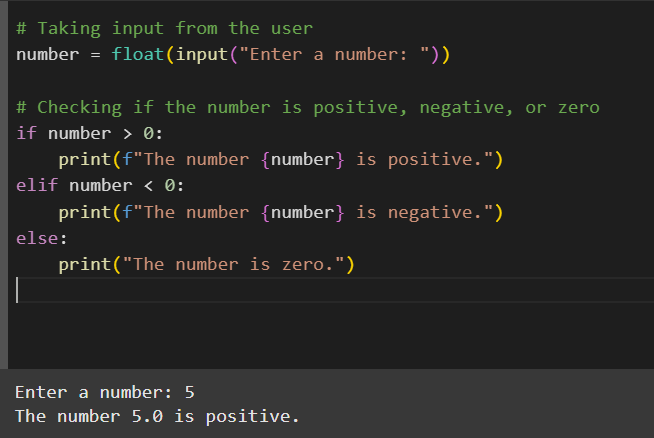 # Taking input from the user
number = float(input("Enter a number: "))
# Checking if the number is positive, negative, or zero
if number > 0:
    print(f"The number {number} is positive.")
elif number < 0:
    print(f"The number {number} is negative.")
else:
    print("The number is zero.")
Enter a number: 5
The number 5.0 is positive.